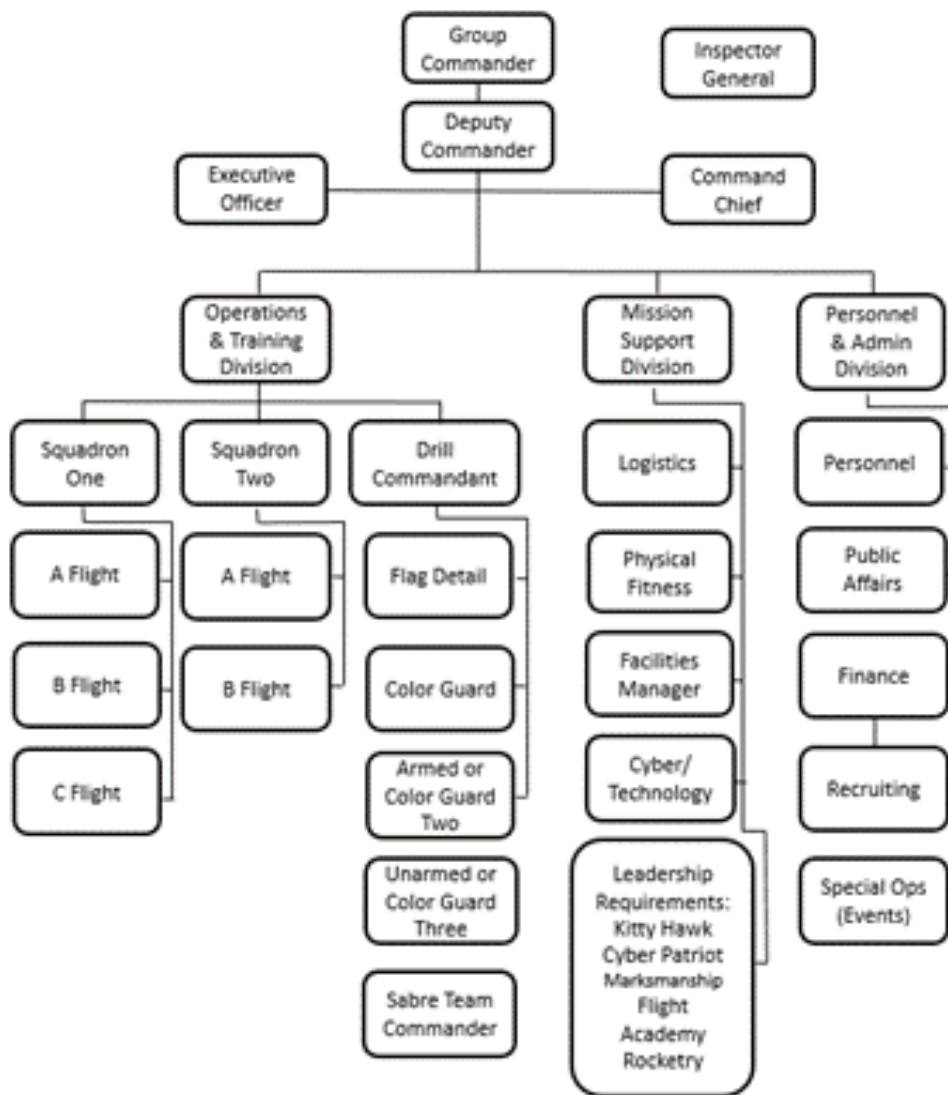 Group
Commander
Inspector
General
Deputy
Commander
Executive
Officer
Command
Chief
Operations
& Training
Division
Mission
Support
Division
Personnel
& Admin
Division
Squadron
One
Squadron
Two
Drill
Commandant
Logistics
Personnel
A Flight
A Flight
Flag Detail
Physical
Fitness
Public
Affairs
B Flight
B Flight
Color Guard
Facilities
Manager
Finance
C Flight
Armed or
Color Guard
Two
Cyber/
Technology
Recruiting
Unarmed or
Color Guard
Three
Leadership
Requirements:
Kitty Hawk
Cyber Patriot
Marksmanship
Flight
Academy
Rocketry
Special Ops
(Events)
Sabre Team
Commander